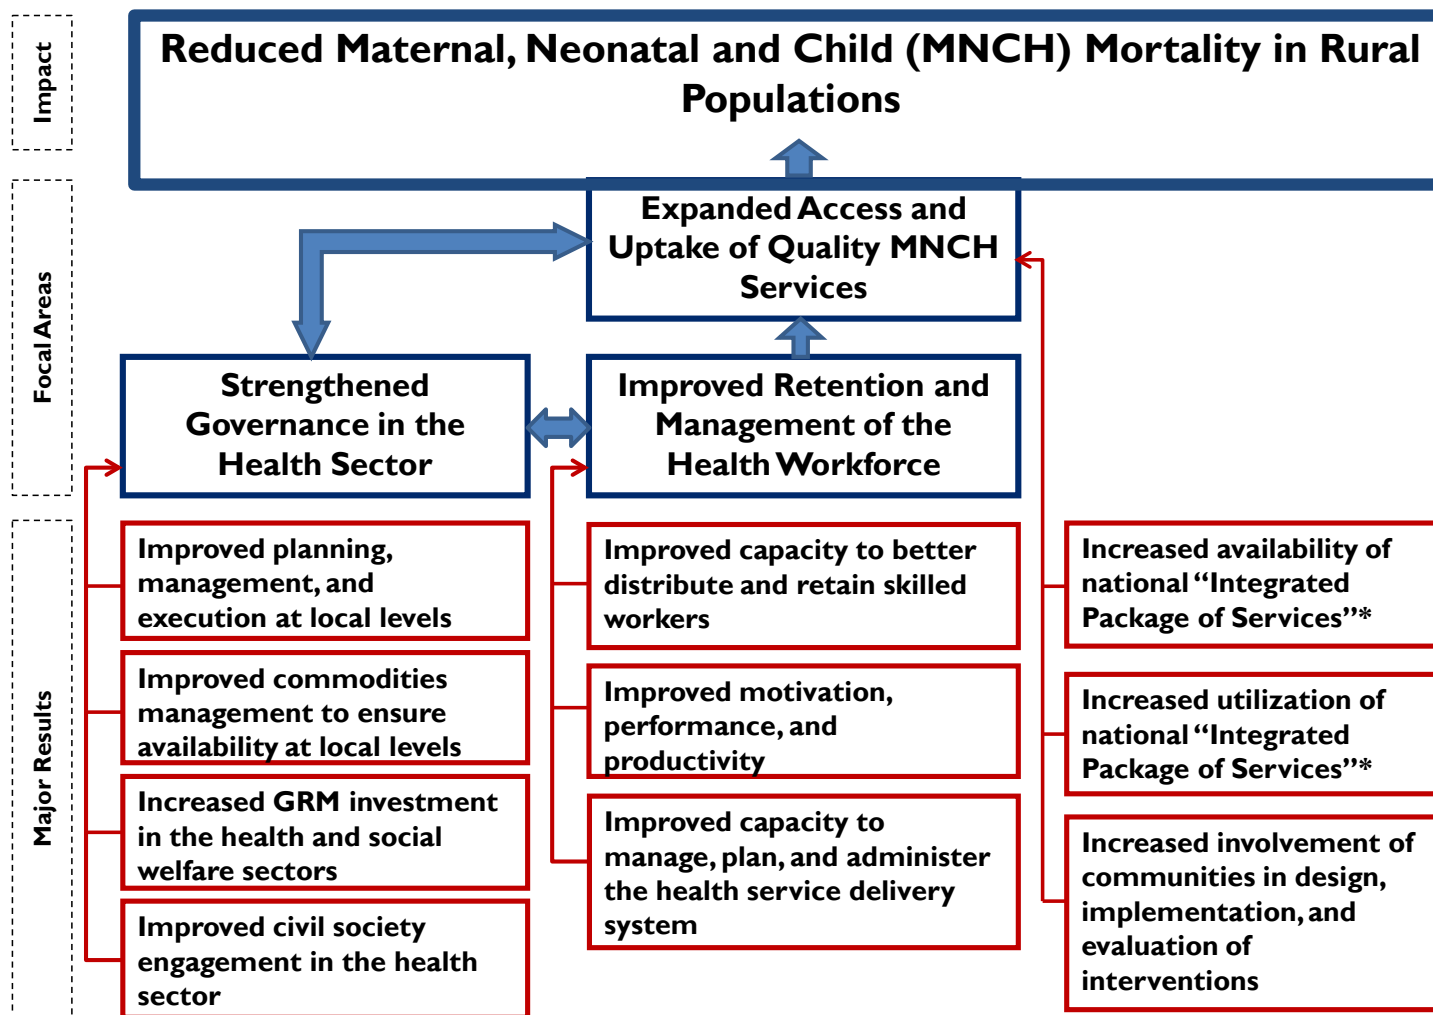 Impact
Reduced Maternal, Neonatal and Child (MNCH) Mortality in Rural
Populations
Focal Areas
Expanded Access and
Uptake of Quality MNCH
Services
Strengthened
Governance in the
Health Sector
Improved Retention and
Management of the
Health Workforce
Major Results
Improved planning,
management, and
execution at local levels
Improved commodities
management to ensure
availability at local levels
Increased GRM investment
in the health and social
welfare sectors
Improved civil society
engagement in the health
sector
Improved capacity to better
distribute and retain skilled
workers
Improved motivation,
performance, and
productivity
Improved capacity to
manage, plan, and administer
the health service delivery
system
Increased availability of
national “Integrated
Package of Services”*
Increased utilization of
national “Integrated
Package of Services”*
Increased involvement of
communities in design,
implementation, and
evaluation of
interventions